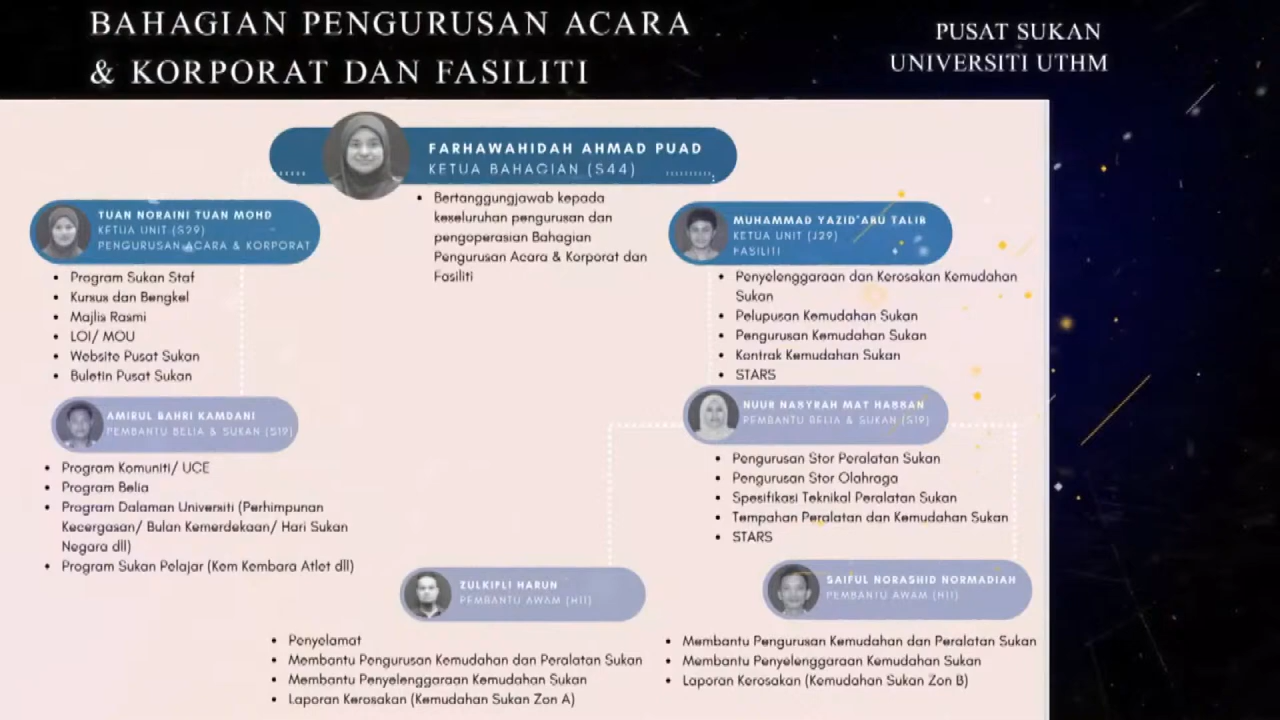 BAHAGIAN PENGURUSAN ACARA
& KORPORAT DAN FASILITI
PUSAT SUKAN
UNIVERSITI UTHM
FARHAWAHIDAH AHMAD PUAD
KETUA BAHAGIAN (S44)
• Bertanggungjawab kepada
keseluruhan pengurusan dan
pengoperasian Bahagian
Pengurusan Acara & Korporat dan
Fasiliti
TUAN NORAINI TUAN MOHD
KETUA UNIT (S29)
PENGURUSAN ACARA & KORPORAT
• Program Sukan Staf
• Kursus dan Bengkel
• Majlis Rasmi
• LOI/ MOU
• Website Pusat Sukan
• Buletin Pusat Sukan
AMIRUL BAHRI KAMDANI
PEMBANTU BELIA & SUKAN (S19)
• Program Komuniti/ UCE
• Program Belia
• Program Dalaman Universiti (Perhimpunan
Kecergasan/ Bulan Kemerdekaan/ Hari Sukan
Negara dll)
• Program Sukan Pelajar (Kem Kembara Atlet dll)
MUHAMMAD YAZID ABU TALIB
KETUA UNIT (J29)
FASILITI
• Penyelenggaraan dan Kerosakan Kemudahan
Sukan
• Pelupusan Kemudahan Sukan
• Pengurusan Kemudahan Sukan
• Kontrak Kemudahan Sukan
• STARS
NUUR NASYRAH MAT HASSAN
PEMBANTU BELIA & SUKAN (S19)
• Pengurusan Stor Peralatan Sukan
• Pengurusan Stor Olahraga
• Spesifikasi Teknikal Peralatan Sukan
• Tempahan Peralatan dan Kemudahan Sukan
• STARS
ZULKIFLI HARUN
PEMBANTU AWAM (H11)
• Penyelamat
• Membantu Pengurusan Kemudahan dan Peralatan Sukan
• Membantu Penyelenggaraan Kemudahan Sukan
• Laporan Kerosakan (Kemudahan Sukan Zon A)
SAIFUL NORASHID NORMADIAH
PEMBANTU AWAM (H11)
• Membantu Pengurusan Kemudahan dan Peralatan Sukan
• Membantu Penyelenggaraan Kemudahan Sukan
• Laporan Kerosakan (Kemudahan Sukan Zon B)